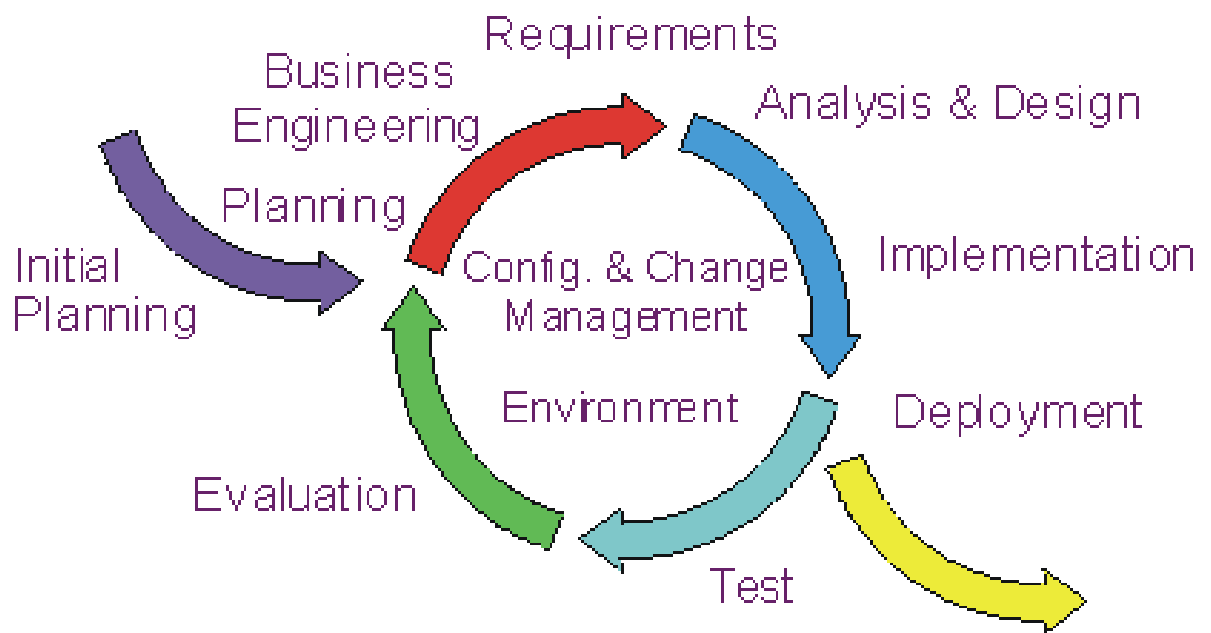 Requirements
Business
Engineering
Analysis & Design
Planning
Initial
Planning
Config. & Change
Management
Implementation
Environment
Deployment
Evaluation
Test